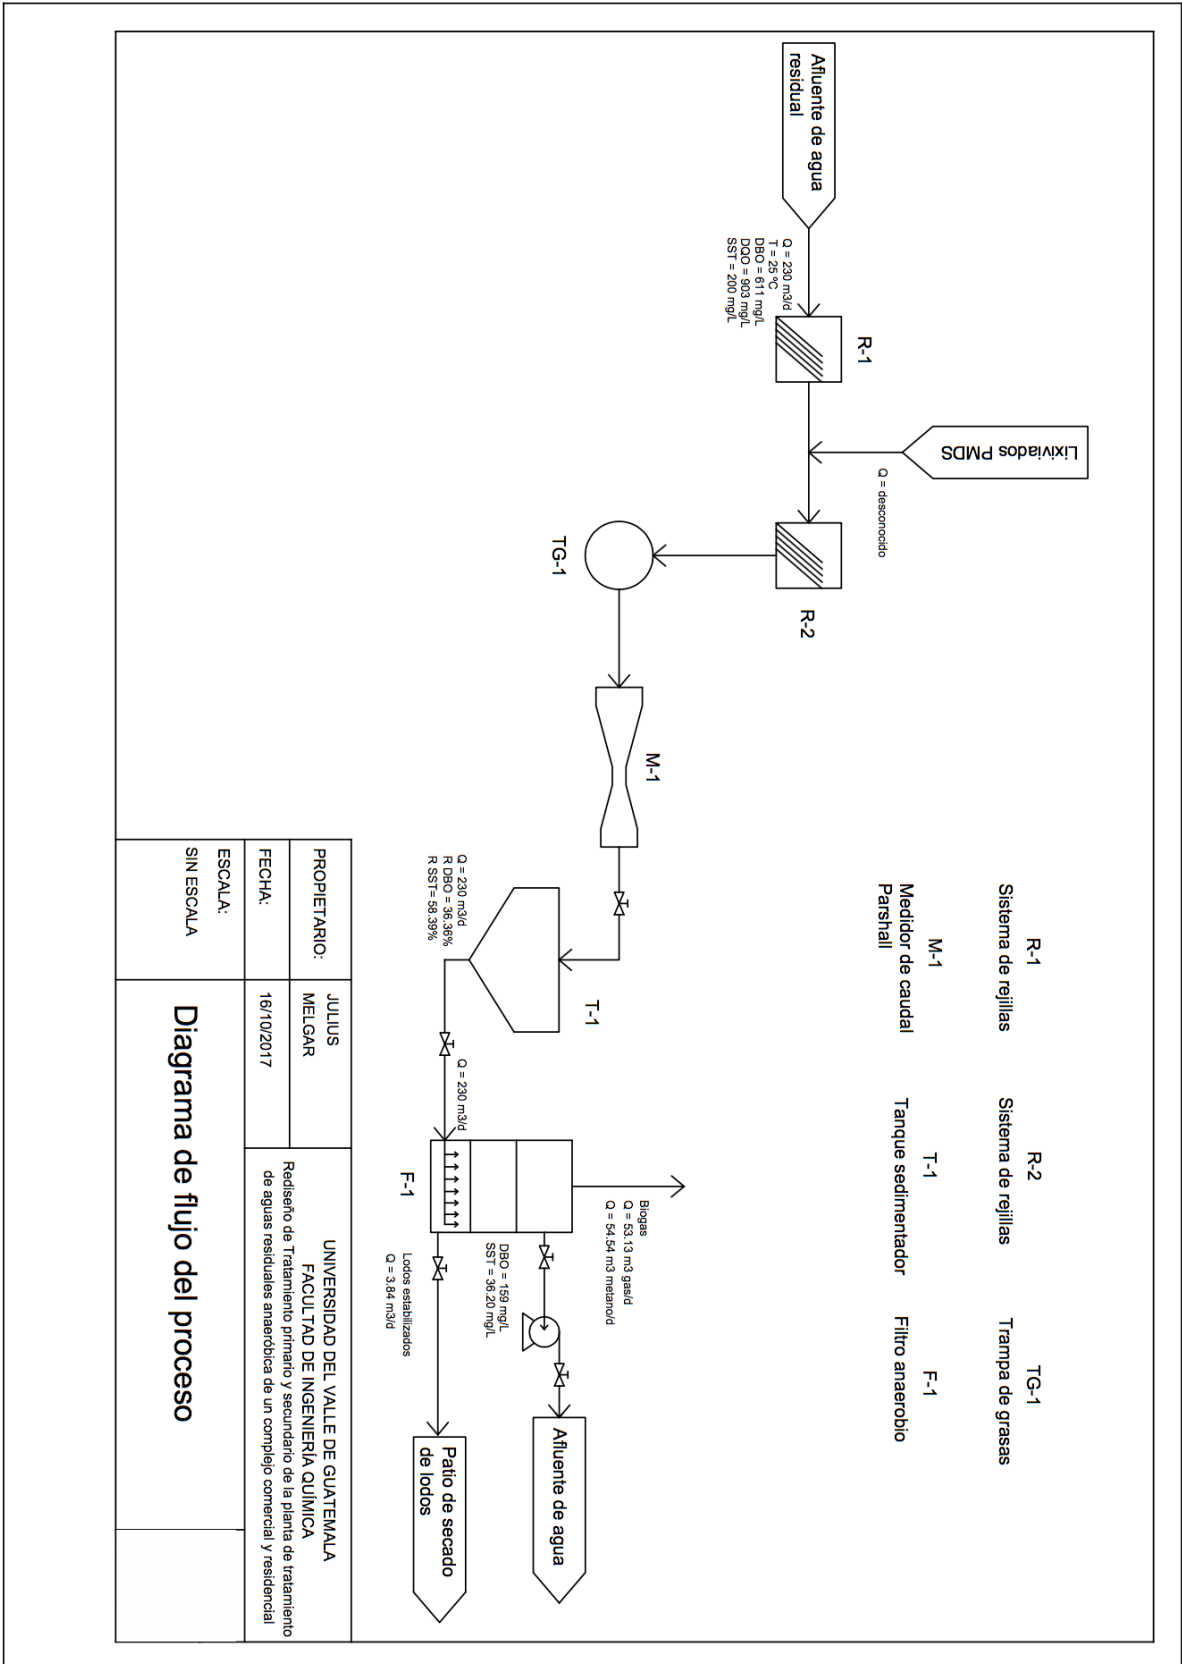 R-1
Sistema de rejillas
R-2
Sistema de rejillas
TG-1
Trampa de grasas
M-1
Medidor de caudal
Parshall
T-1
Tanque sedimentador
F-1
Filtro anaerobio
Lixiviados PMDS
Q = desconocido
R-1
R-2
Afluente de agua
residual
Q = 230 m3/d
T = 25 ºC
DBO = 611 mg/L
DQO = 903 mg/L
SST = 200 mg/L
TG-1
M-1
T-1
Q = 230 m3/d
R DBO = 36.36%
R SST= 58.39%
Q = 230 m3/d
Biogas
Q = 53.13 m3 gas/d
Q = 54.54 m3 metano/d
F-1
DBO = 159 mg/L
SST = 36.20 mg/L
Afluente de agua
Lodos estabilizados
Q = 3.84 m3/d
Patio de secado
de lodos
PROPIETARIO:
JULIUS
MELGAR
FECHA:
16/10/2017
ESCALA:
SIN ESCALA
UNIVERSIDAD DEL VALLE DE GUATEMALA
FACULTAD DE INGENIERÍA QUÍMICA
Rediseño de Tratamiento primario y secundario de la planta de tratamiento
de aguas residuales anaeróbica de un complejo comercial y residencial
Diagrama de flujo del proceso